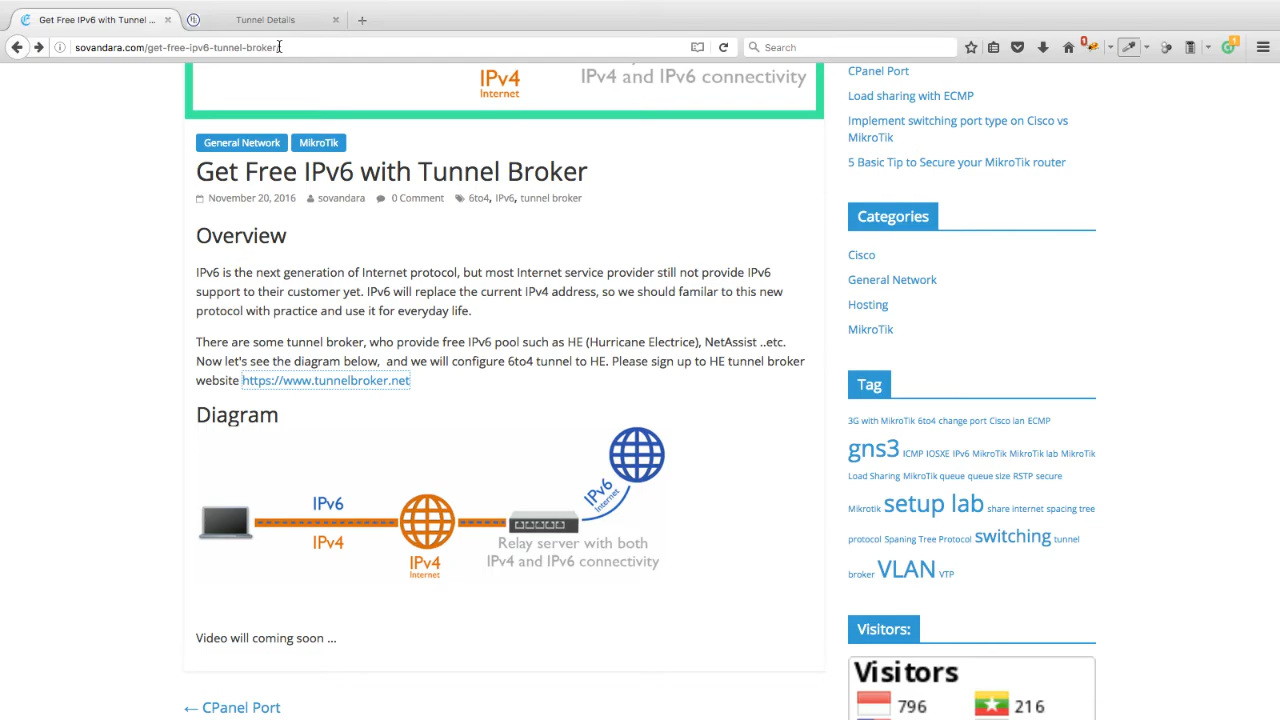 Get Free IPv6 with Tunnel ...
Tunnel Details
sovandara.com/get-free-ipv6-tunnel-broker/
Search
IPv4
Internet
IPv4 and IPv6 connectivity
General Network
MikroTik
Get Free IPv6 with Tunnel Broker
November 20, 2016 sovandara 0 Comment 6to4, IPv6, tunnel broker
Overview
IPv6 is the next generation of Internet protocol, but most Internet service provider still not provide IPv6
support to their customer yet. IPv6 will replace the current IPv4 address, so we should familar to this new
protocol with practice and use it for everyday life.
There are some tunnel broker, who provide free IPv6 pool such as HE (Hurricane Electrice), NetAssist ..etc.
Now let's see the diagram below,  and we will configure 6to4 tunnel to HE. Please sign up to HE tunnel broker
website https://www.tunnelbroker.net
Diagram
IPv6
IPv4
IPv4
Internet
IPv6
Internet
Relay server with both
IPv4 and IPv6 connectivity
Video will coming soon ...
← CPanel Port
CPanel Port
Load sharing with ECMP
Implement switching port type on Cisco vs
MikroTik
5 Basic Tip to Secure your MikroTik router
Categories
Cisco
General Network
Hosting
MikroTik
Tag
3G with MikroTik 6to4 change port Cisco lan ECMP
gns3 ICMP IOSXE IPv6 MikroTik MikroTik lab MikroTik
Load Sharing MikroTik queue queue size RSTP secure
Mikrotik setup lab share internet spacing tree
protocol Spaning Tree Protocol switching tunnel
broker VLAN VTP
Visitors:
Visitors
796
216